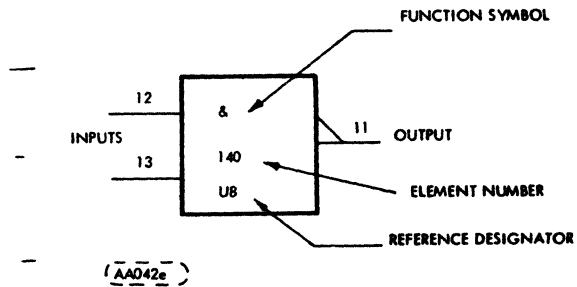 FUNCTION SYMBOL
12
&
INPUTS
11
OUTPUT
13
140
U8
ELEMENT NUMBER
REFERENCE DESIGNATOR
AA042e